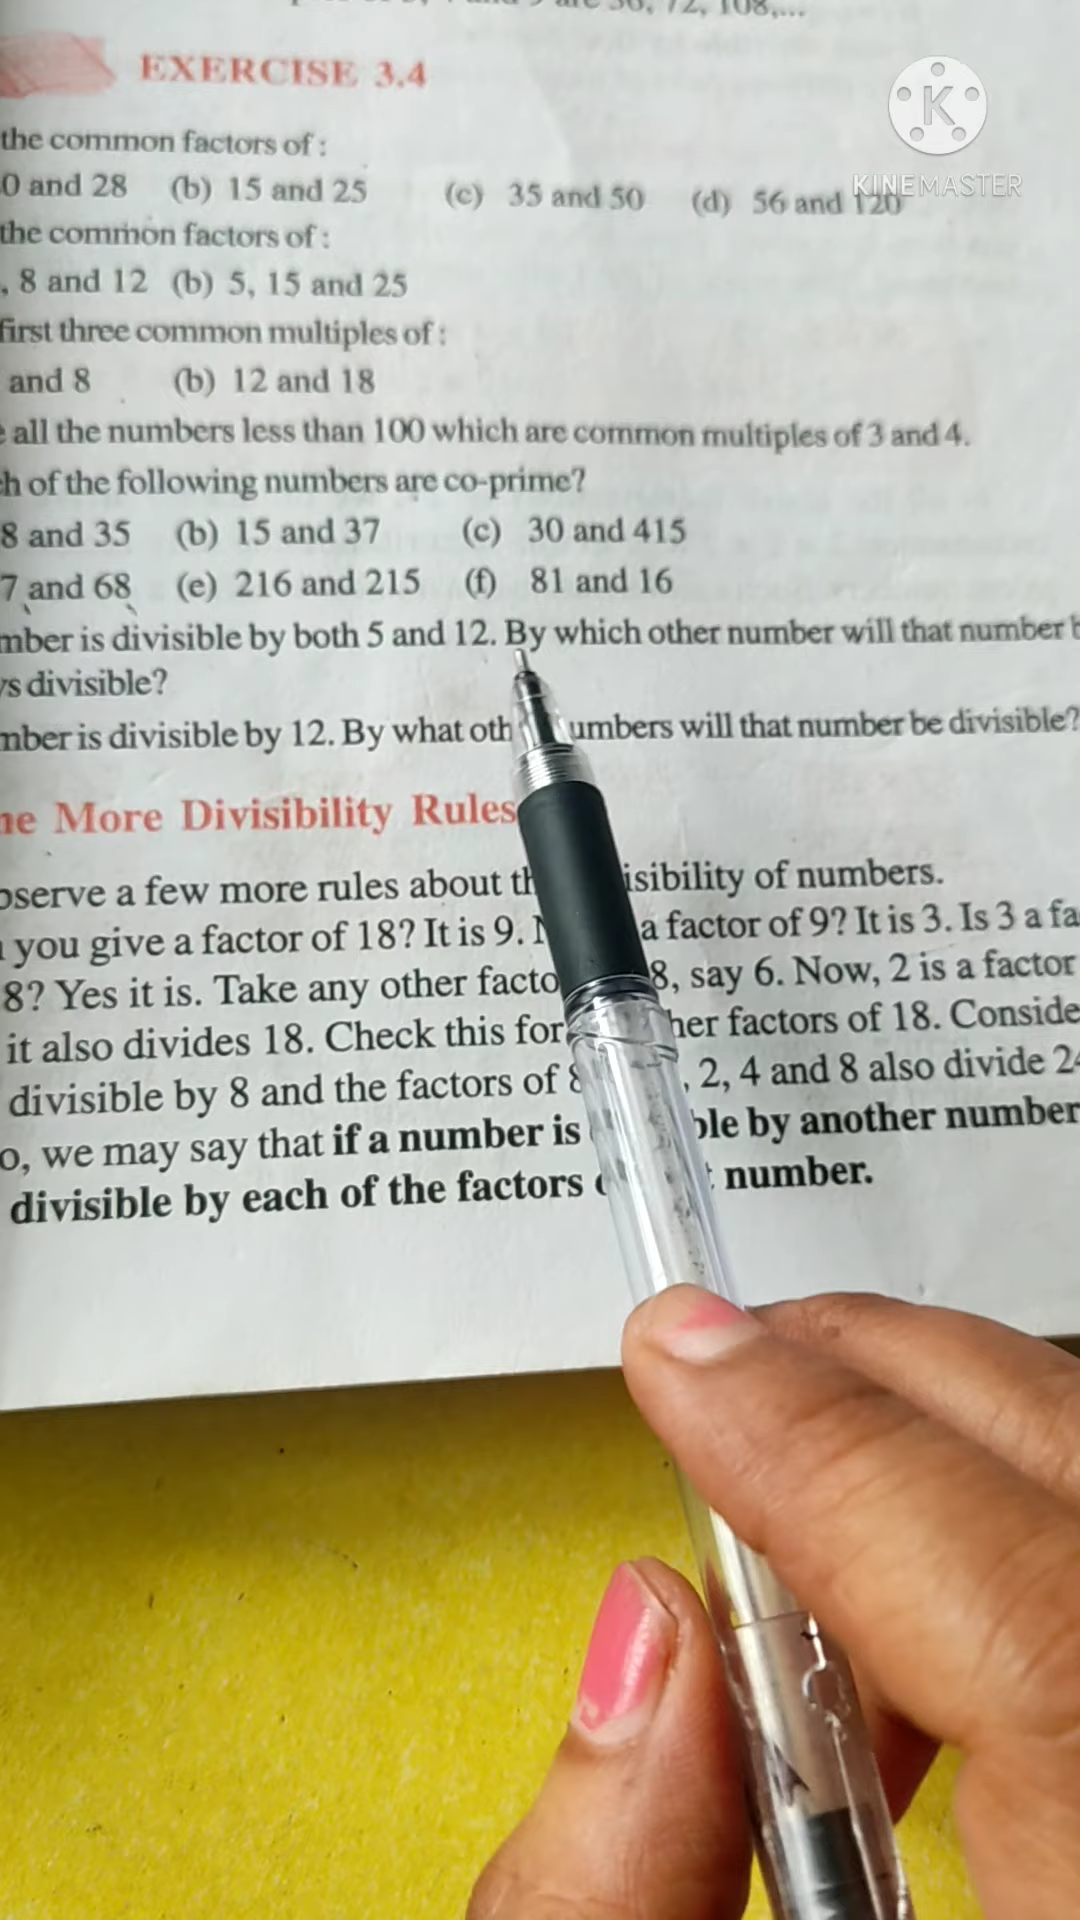 36, 72, 108,...
EXERCISE 3.4
K
KINEMASTER
the common factors of :
0 and 28 (b) 15 and 25 (c) 35 and 50 (d) 56 and 120
the common factors of :
, 8 and 12 (b) 5, 15 and 25
first three common multiples of :
and 8 (b) 12 and 18
all the numbers less than 100 which are common multiples of 3 and 4.
h of the following numbers are co-prime?
8 and 35 (b) 15 and 37 (c) 30 and 415
7 and 68 (e) 216 and 215 (f) 81 and 16
mber is divisible by both 5 and 12. By which other number will that number b
s divisible?
mber is divisible by 12. By what oth umbers will that number be divisible?
ne More Divisibility Rules
bserve a few more rules about th isibility of numbers.
you give a factor of 18? It is 9. N a factor of 9? It is 3. Is 3 a fa
8? Yes it is. Take any other facto 8, say 6. Now, 2 is a factor
it also divides 18. Check this for her factors of 18. Conside
divisible by 8 and the factors of 8 , 2, 4 and 8 also divide 24
o, we may say that if a number is ble by another number
divisible by each of the factors number.